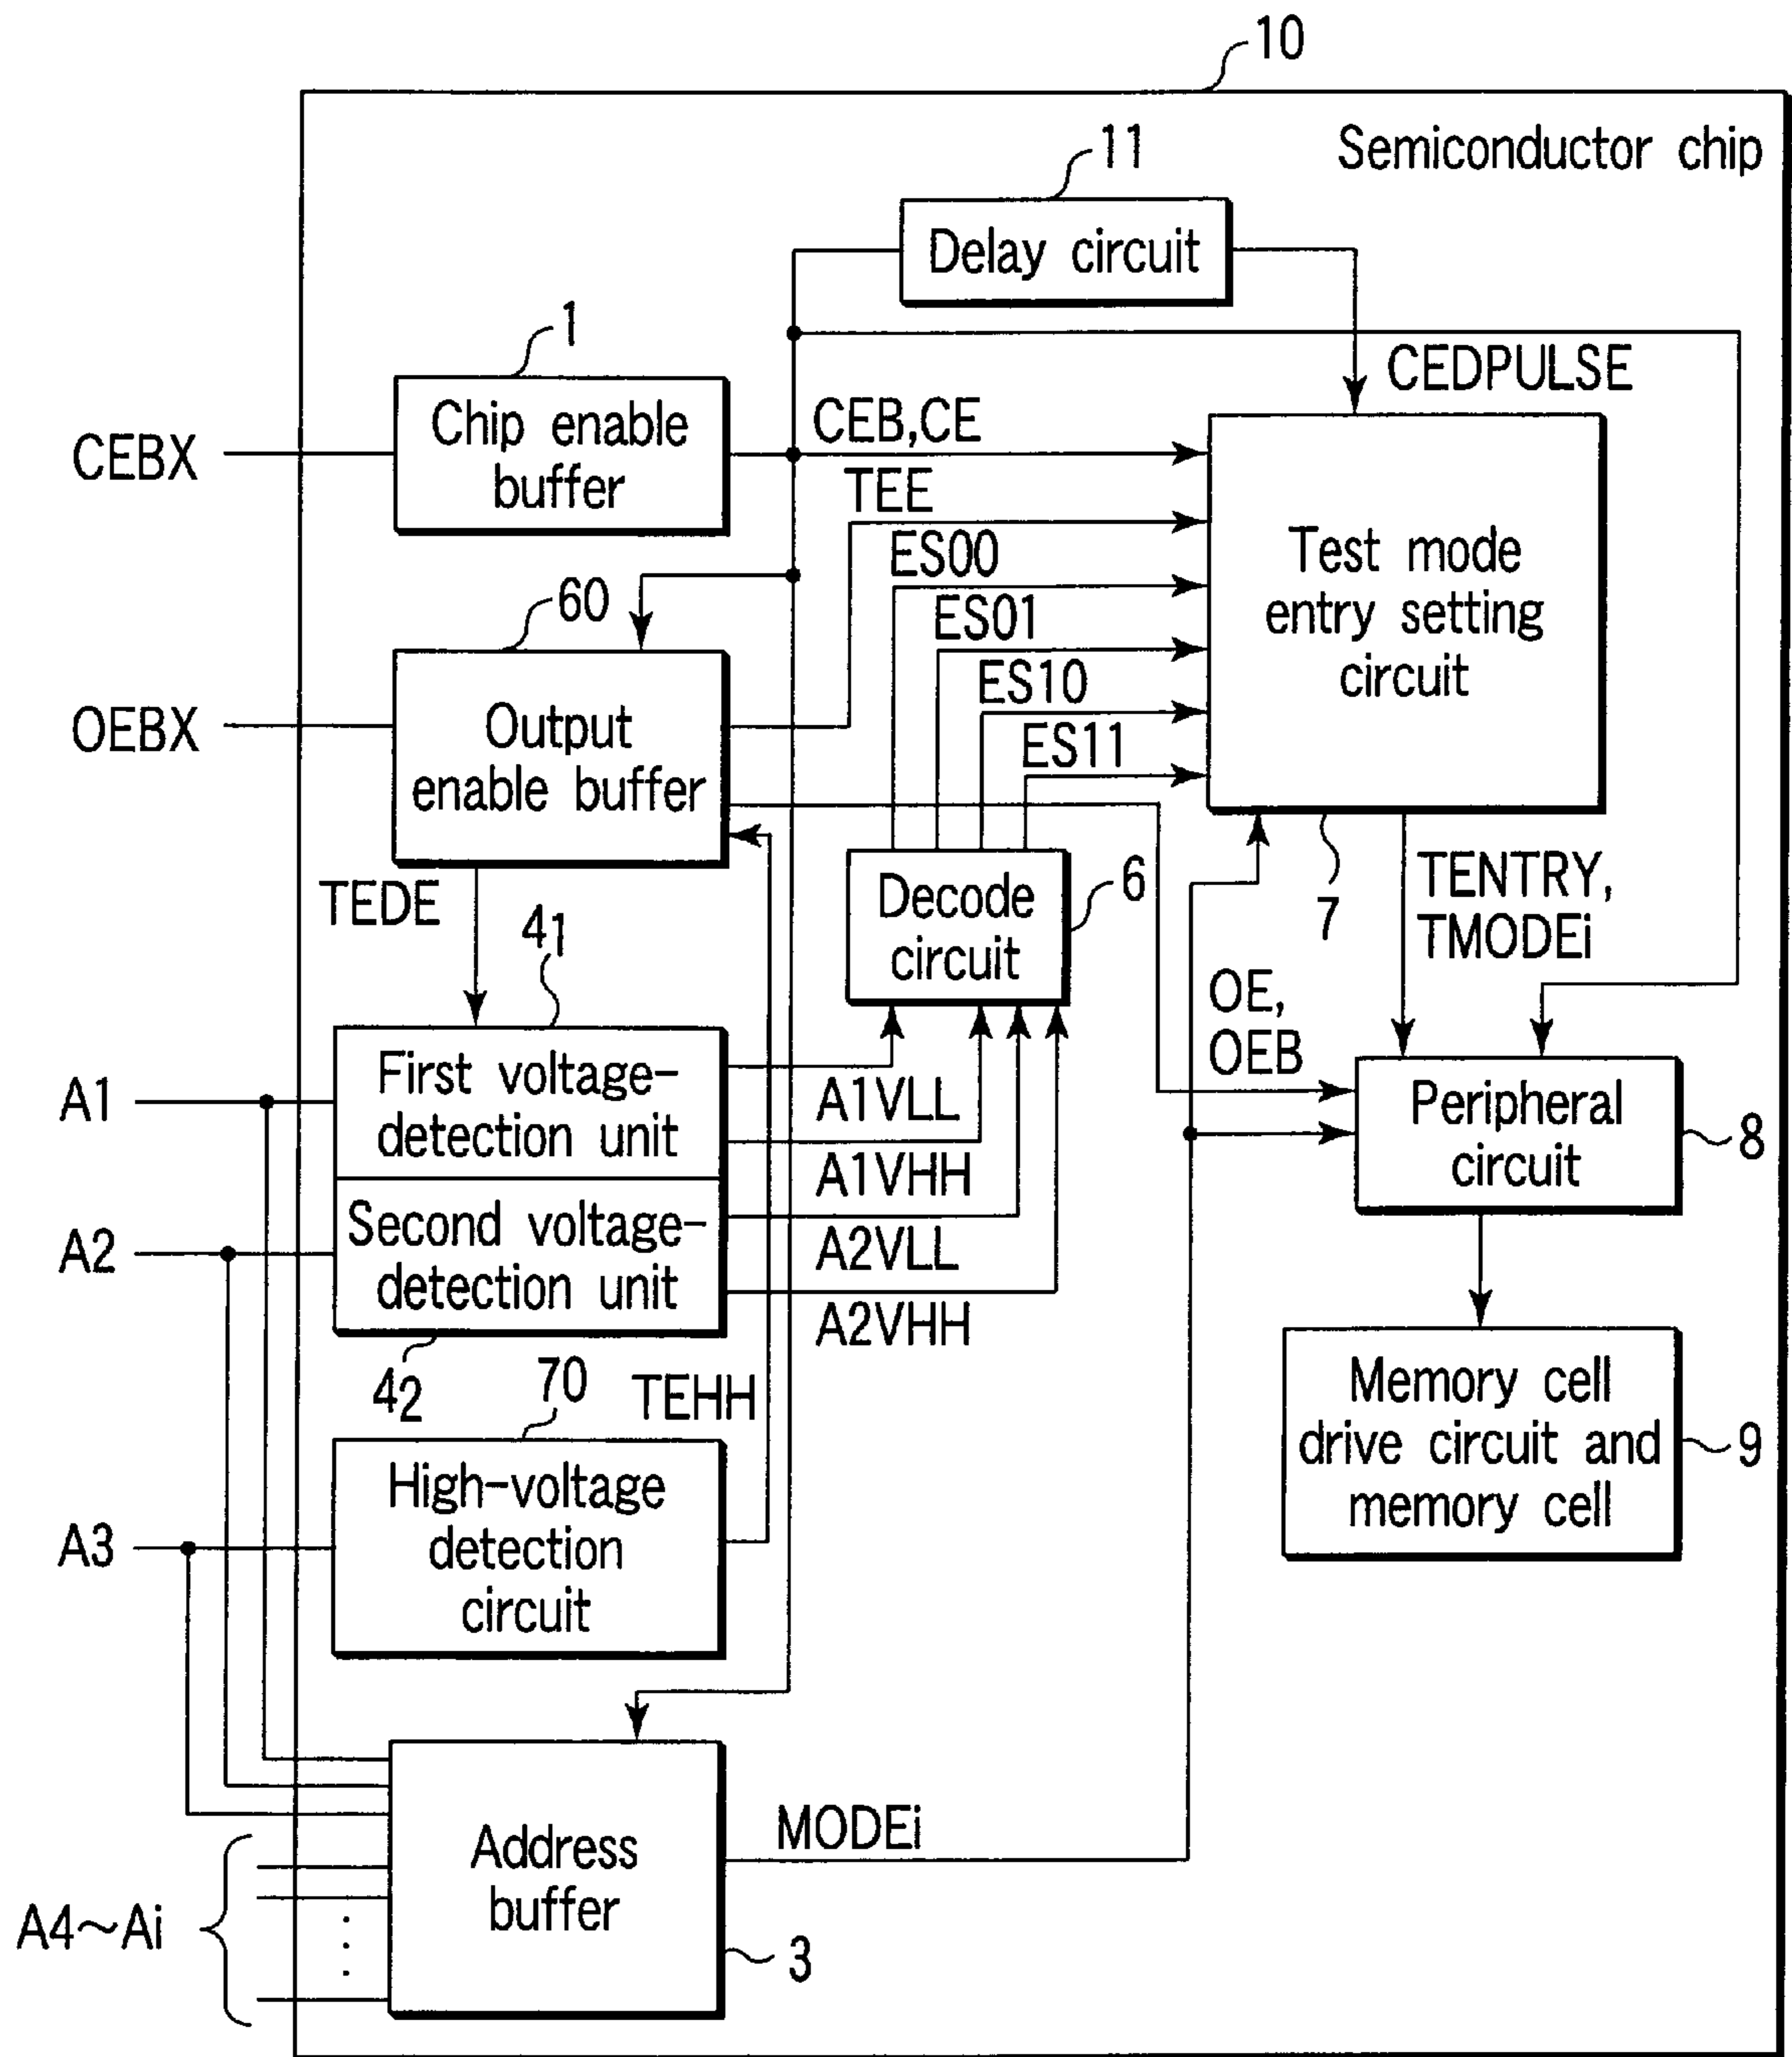 10
Semiconductor chip
11
Delay circuit
1
CEDPULSE
Chip enable
buffer
CEBX
CEB,CE
TEE
ES00
ES01
ES10
ES11
Test mode
entry setting
circuit
60
OEBX
Output
enable buffer
TEDE
Decode
circuit
6
7
TENTRY,
TMODEi
41
OE,
OEB
A1
First voltage-
detection unit
A1VLL
A1VHH
Peripheral
circuit
8
A2
Second voltage-
detection unit
A2VLL
A2VHH
42
70
TEHH
Memory cell
drive circuit and
memory cell
9
A3
High-voltage
detection
circuit
MODEi
Address
buffer
A4~Ai
3